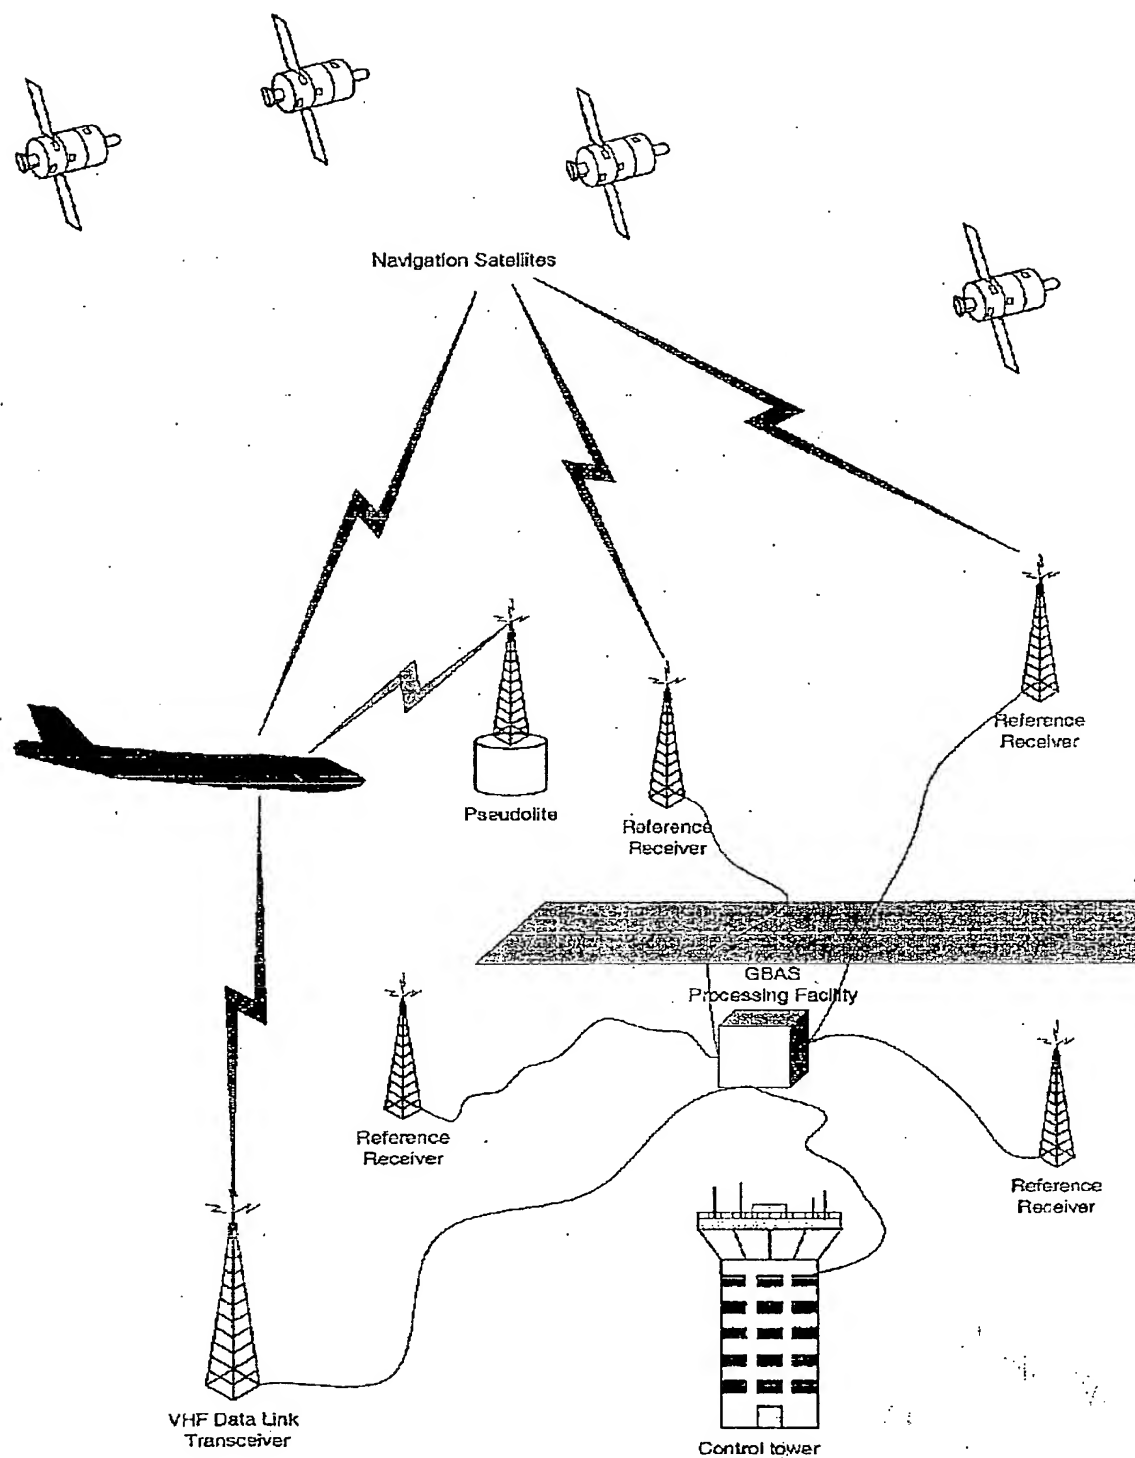 Navigation Satellites
Reference
Receiver
Pseudolite
Reference
Receiver
GBAS
Processing Facility
Reference
Receiver
Reference
Receiver
VHF Data Link
Transceiver
Control tower